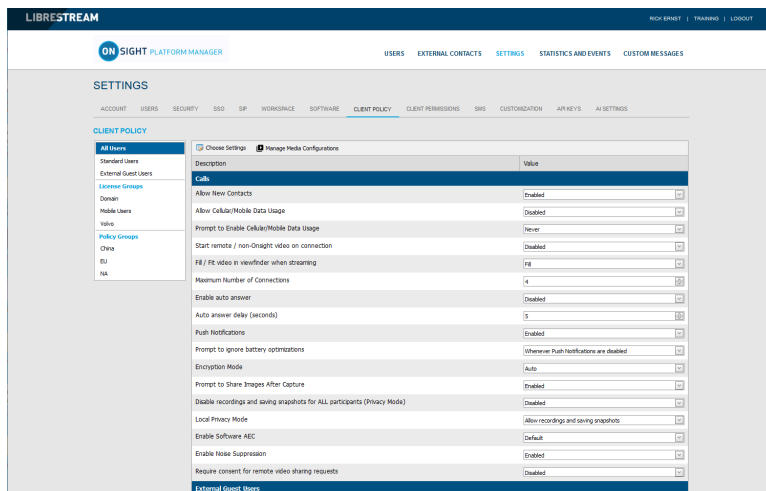 LIBRESTREAM
RICK ERNST | TRAINING | LOGOUT
ON SIGHT PLATFORM MANAGER
USERS EXTERNAL CONTACTS SETTINGS STATISTICS AND EVENTS CUSTOM MESSAGES
SETTINGS
ACCOUNT USERS SECURITY SSO SIP WORKSPACE SOFTWARE CLIENT POLICY CLIENT PERMISSIONS SMS CUSTOMIZATION API KEYS AI SETTINGS
CLIENT POLICY
All Users
Standard Users
External Guest Users
License Groups
Domain
Mobile Users
Volvo
Policy Groups
China
EU
NA
Choose Settings Manage Media Configurations
Description Value
Calls
Allow New Contacts Enabled
Allow Cellular/Mobile Data Usage Disabled
Prompt to Enable Cellular/Mobile Data Usage Never
Start remote / non-Onsight video on connection Disabled
Fill / Fit video in viewfinder when streaming Fill
Maximum Number of Connections 4
Enable auto answer Disabled
Auto answer delay (seconds) 5
Push Notifications Enabled
Prompt to ignore battery optimizations Whenever Push Notifications are disabled
Encryption Mode Auto
Prompt to Share Images After Capture Enabled
Disable recordings and saving snapshots for ALL participants (Privacy Mode) Disabled
Local Privacy Mode Allow recordings and saving snapshots
Enable Software AEC Default
Enable Noise Suppression Enabled
Require consent for remote video sharing requests Disabled
External Guest Users